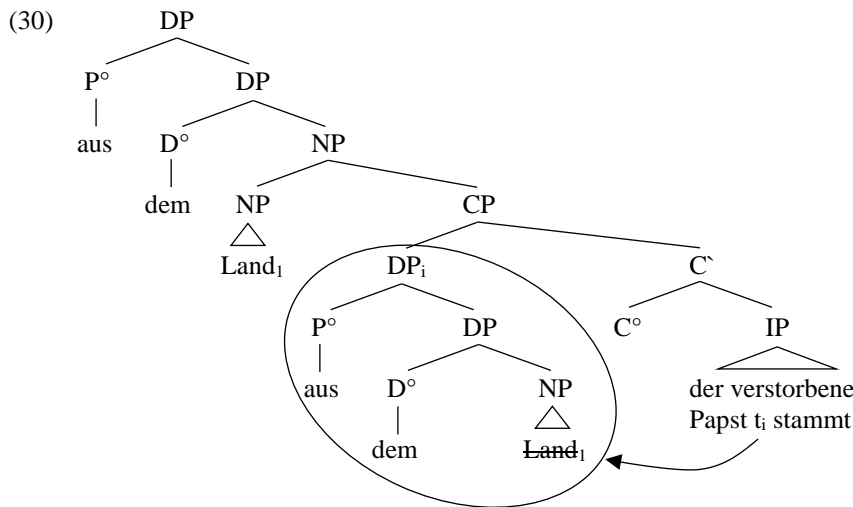 (30) DP
P° DP
aus D° NP
dem NP CP
Land₁ DPᵢ C`
P° DP C° IP
aus D° NP der verstorbene
dem Land₁ Papst tᵢ stammt